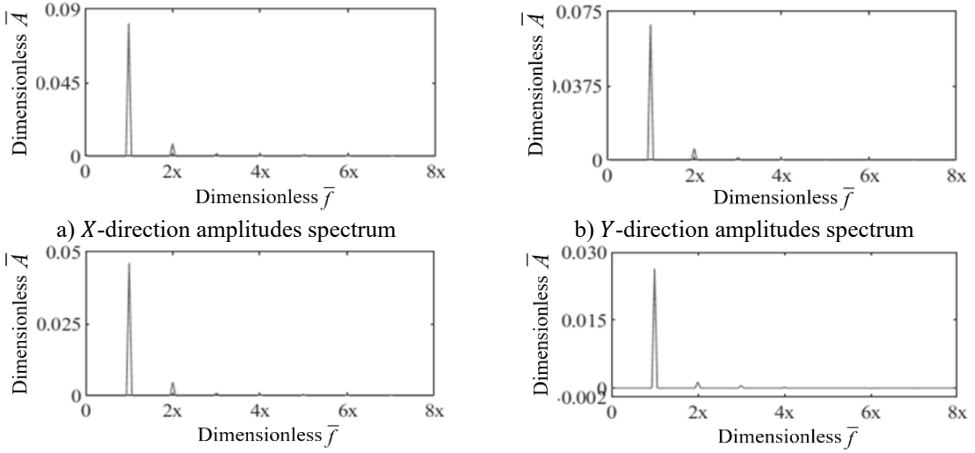 Dimensionless A̅
0.09
0.045
0
0 2x 4x 6x 8x
Dimensionless f̅
a) X-direction amplitudes spectrum
Dimensionless A̅
0.075
0.0375
0
0 2x 4x 6x 8x
Dimensionless f̅
b) Y-direction amplitudes spectrum
Dimensionless A̅
0.05
0.025
0
0 2x 4x 6x 8x
Dimensionless f̅
Dimensionless A̅
0.030
0.015
0
-0.002
0 2x 4x 6x 8x
Dimensionless f̅